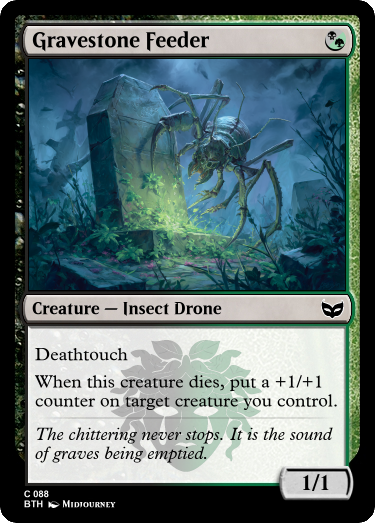 Gravestone Feeder
Creature — Insect Drone
Deathtouch
When this creature dies, put a +1/+1
counter on target creature you control.
The chittering never stops. It is the sound
of graves being emptied.
1/1
C 088
BTH Midjourney